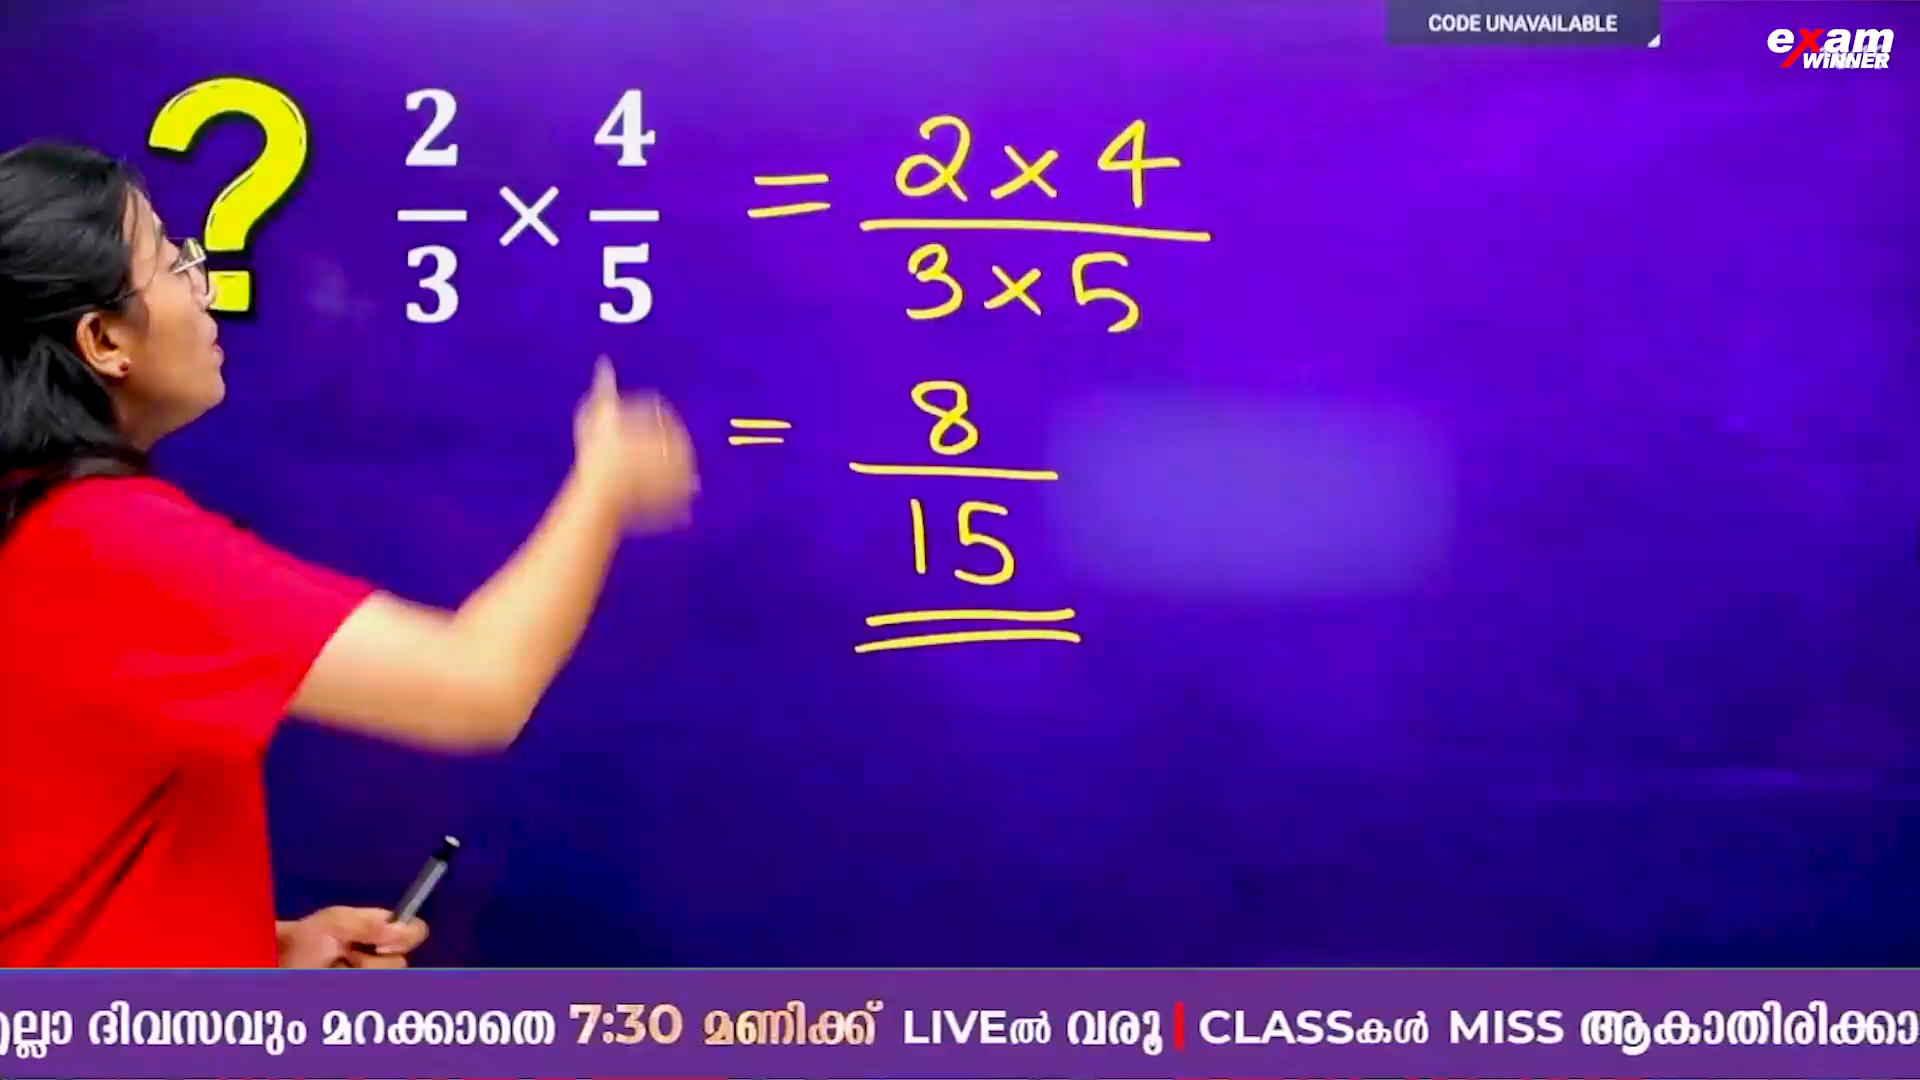 CODE UNAVAILABLE
exam
WINNER
?
2/3 × 4/5 = 2 × 4 / 3 × 5
= 8/15
ദിവസവും മറക്കാതെ 7:30 മണിക്ക് LIVEൽ വരൂ | CLASSകൾ MISS